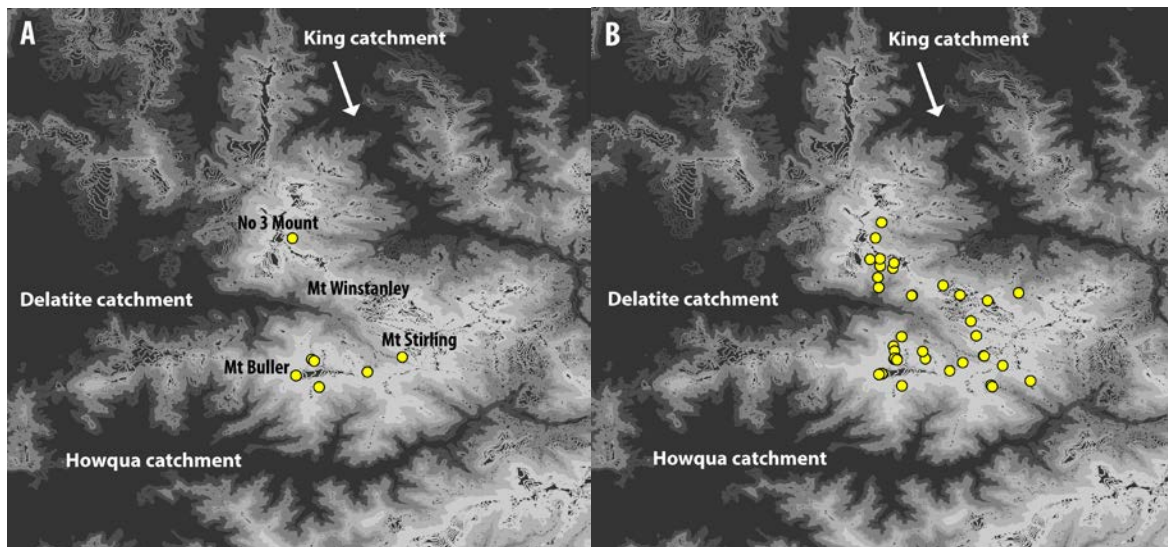 A
King catchment
No 3 Mount
Mt Winstanley
Delatite catchment
Mt Stirling
Mt Buller
Howqua catchment
B
King catchment
Delatite catchment
Howqua catchment